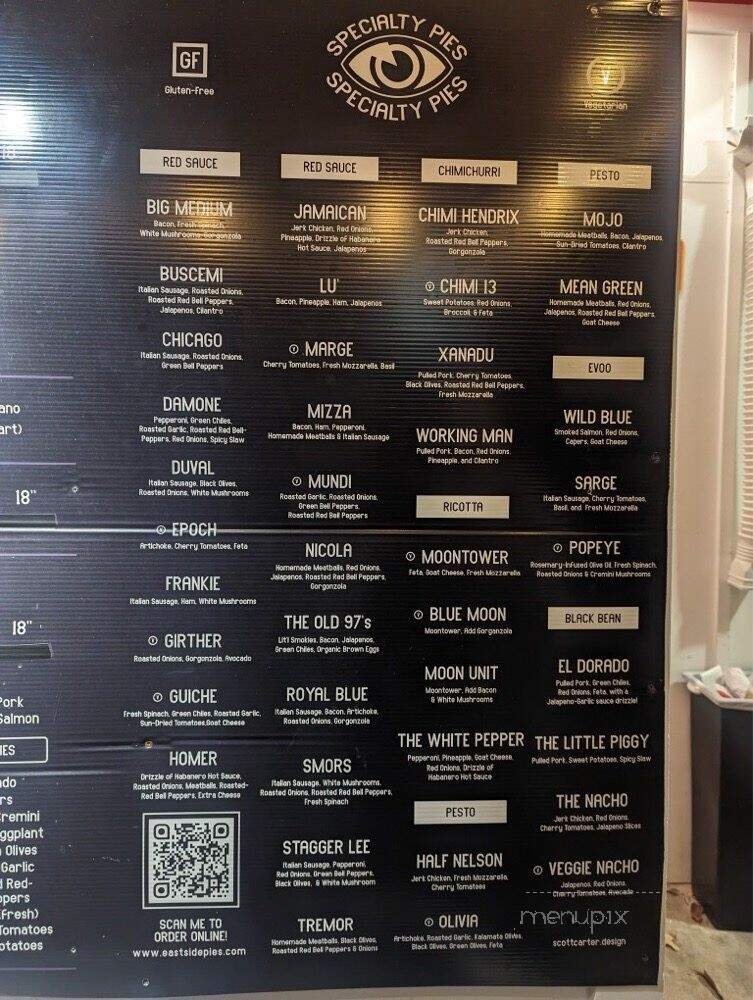 SPECIALTY PIES
SPECIALTY PIES
GF
Gluten-Free
V
Vegetarian
18"
18"
18"
ano
art)
Pork
Salmon
IES
ado
rs
Cremini
ggplant
Olives
Garlic
d Red-
ppers
(Fresh)
Tomatoes
otatoes
RED SAUCE
BIG MEDIUM
Bacon, Fresh Spinach,
White Mushrooms, Gorgonzola
BUSCEMI
Italian Sausage, Roasted Onions,
Roasted Red Bell Peppers,
Jalapenos, Cilantro
CHICAGO
Italian Sausage, Roasted Onions,
Green Bell Peppers
DAMONE
Pepperoni, Green Chiles,
Roasted Garlic, Roasted Red Bell-
Peppers, Red Onions, Spicy Slaw
DUVAL
Italian Sausage, Black Olives,
Roasted Onions, White Mushrooms
V EPOCH
Artichoke, Cherry Tomatoes, Feta
FRANKIE
Italian Sausage, Ham, White Mushrooms
V GIRTHER
Roasted Onions, Gorgonzola, Avocado
V GUICHE
Fresh Spinach, Green Chiles, Roasted Garlic,
Sun-Dried Tomatoes, Goat Cheese
HOMER
Drizzle of Habanero Hot Sauce,
Roasted Onions, Meatballs, Roasted-
Red Bell Peppers, Extra Cheese
SCAN ME TO
ORDER ONLINE!
www.eastsidepies.com
RED SAUCE
JAMAICAN
Jerk Chicken, Red Onions,
Pineapple, Drizzle of Habanero
Hot Sauce, Jalapenos
LU'
Bacon, Pineapple, Ham, Jalapenos
V MARGE
Cherry Tomatoes, Fresh Mozzarella, Basil
MIZZA
Bacon, Ham, Pepperoni,
Homemade Meatballs & Italian Sausage
V MUNDI
Roasted Garlic, Roasted Onions,
Green Bell Peppers,
Roasted Red Bell Peppers
NICOLA
Homemade Meatballs, Red Onions,
Jalapenos, Roasted Red Bell Peppers,
Gorgonzola
THE OLD 97's
Lit'l Smokies, Bacon, Jalapenos,
Green Chiles, Organic Brown Eggs
ROYAL BLUE
Italian Sausage, Bacon, Artichoke,
Roasted Onions, Gorgonzola
SMORS
Italian Sausage, White Mushrooms,
Roasted Onions, Roasted Red Bell Peppers,
Fresh Spinach
STAGGER LEE
Italian Sausage, Pepperoni,
Red Onions, Green Bell Peppers,
Black Olives, & White Mushroom
TREMOR
Homemade Meatballs, Black Olives,
Roasted Red Bell Peppers & Onions
CHIMICHURRI
CHIMI HENDRIX
Jerk Chicken,
Roasted Red Bell Peppers,
Gorgonzola
V CHIMI 13
Sweet Potatoes, Red Onions,
Broccoli, & Feta
XANADU
Pulled Pork, Cherry Tomatoes,
Black Olives, Roasted Red Bell Peppers,
Fresh Mozzarella
WORKING MAN
Pulled Pork, Bacon, Red Onions,
Pineapple, and Cilantro
RICOTTA
V MOONTOWER
Feta, Goat Cheese, Fresh Mozzarella
V BLUE MOON
Moontower, Add Gorganzola
MOON UNIT
Moontower, Add Bacon
& White Mushrooms
THE WHITE PEPPER
Pepperoni, Pineapple, Goat Cheese,
Red Onions, Drizzle of
Habanero Hot Sauce
PESTO
HALF NELSON
Jerk Chicken, Fresh Mozzarella,
Cherry Tomatoes
V OLIVIA
Artichoke, Roasted Garlic, Kalamata Olives,
Black Olives, Green Olives, Feta
PESTO
MOJO
Homemade Meatballs, Bacon, Jalapenos,
Sun-Dried Tomatoes, Cilantro
MEAN GREEN
Homemade Meatballs, Red Onions,
Jalapenos, Roasted Red Bell Peppers,
Goat Cheese
EVOO
WILD BLUE
Smoked Salmon, Red Onions,
Capers, Goat Cheese
SARGE
Italian Sausage, Cherry Tomatoes,
Basil, and Fresh Mozzarella
V POPEYE
Rosemary-Infused Olive Oil, Fresh Spinach,
Roasted Onions & Cremini Mushrooms
BLACK BEAN
EL DORADO
Pulled Pork, Green Chiles,
Red Onions, Feta, with a
Jalapeno-Garlic sauce drizzle!
THE LITTLE PIGGY
Pulled Pork, Sweet Potatoes, Spicy Slaw
THE NACHO
Jerk Chicken, Red Onions,
Cherry Tomatoes, Jalapeno Slices
V VEGGIE NACHO
Jalapenos, Red Onions,
Cherry Tomatoes, Avocado
menupix
scottcarter.design